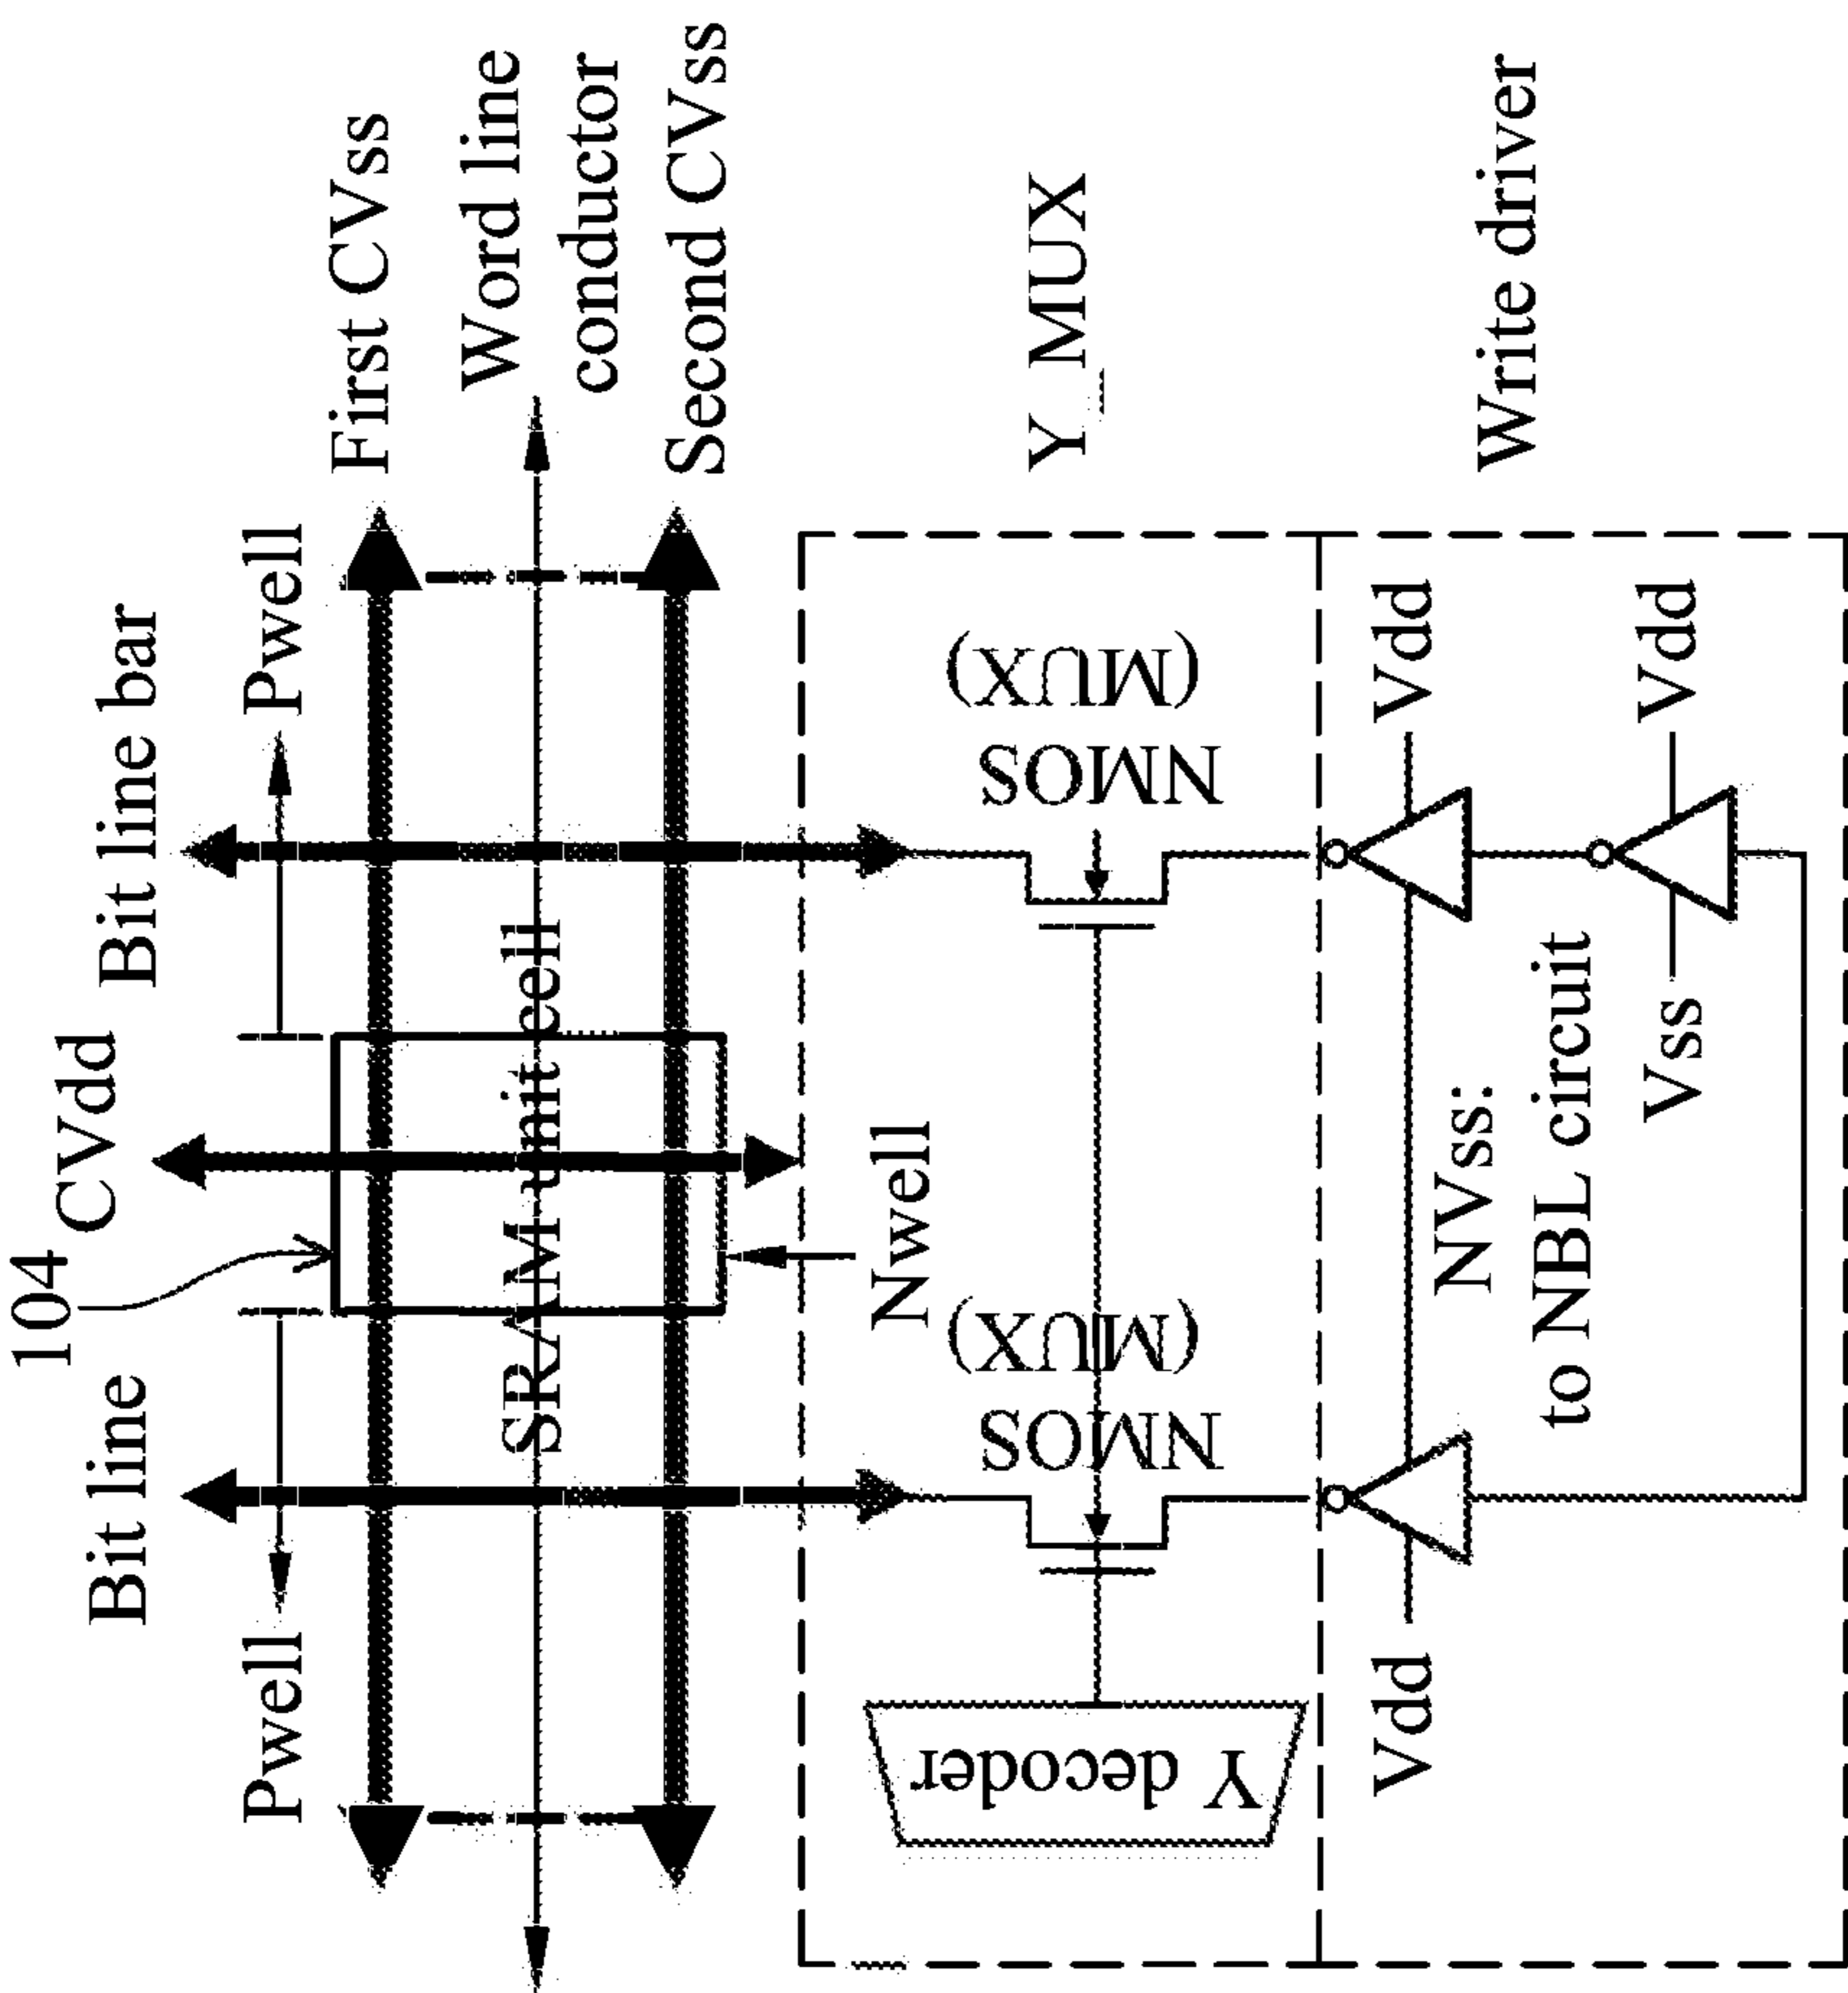 104
CVdd
Bit line
Bit line bar
Pwell
Pwell
First CVss
Word line
conductor
Second CVss
SRAM unit cell
Nwell
Y_MUX
NMOS
(MUX)
NMOS
(MUX)
Y decoder
Write driver
Vdd
Vdd
NVss:
to NBL circuit
Vss
Vdd